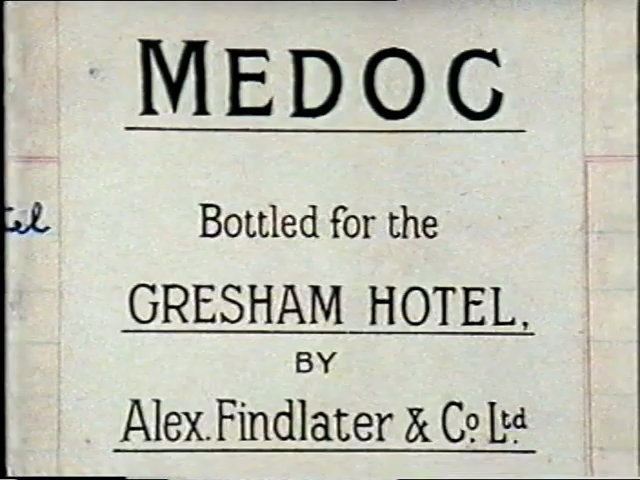 MEDOC
Bottled for the
GRESHAM HOTEL,
BY
Alex. Findlater & Co. Ltd.